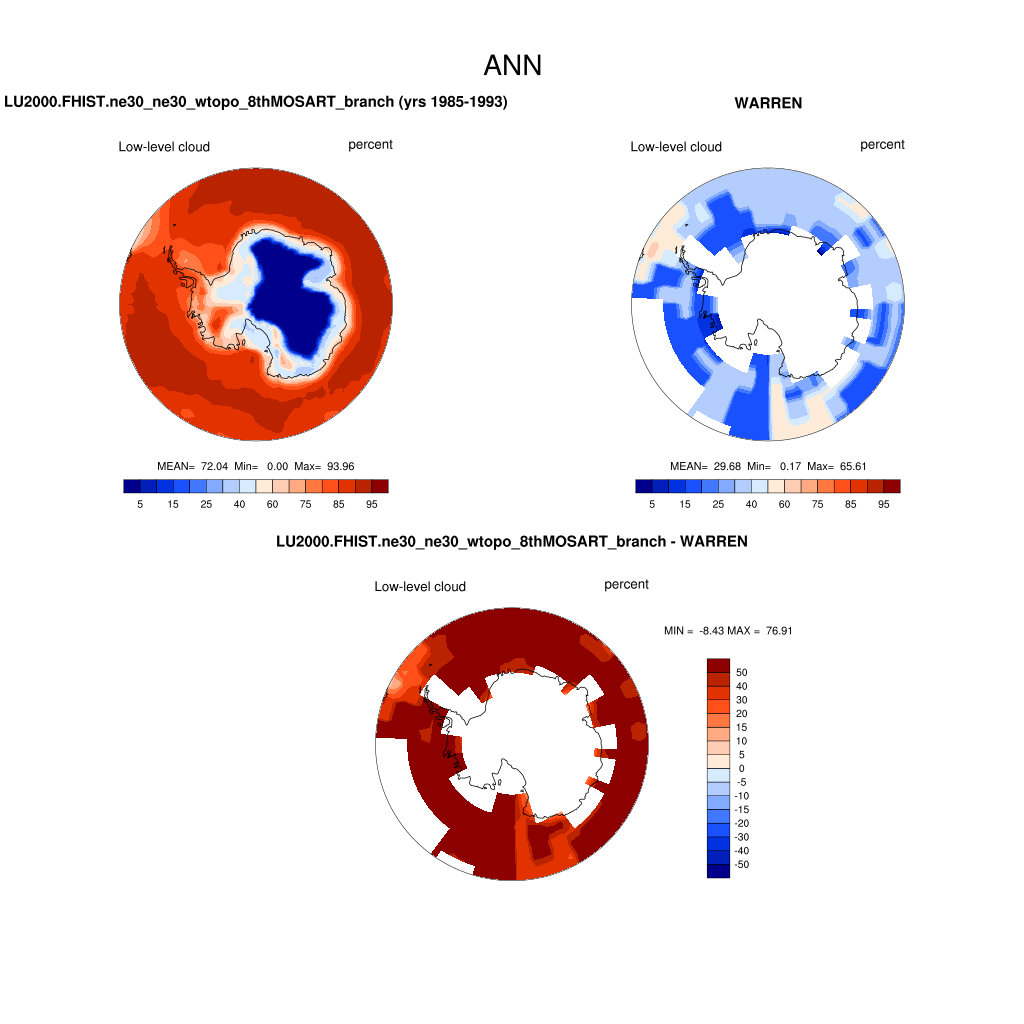 ANN
LU2000.FHIST.ne30_ne30_wtopo_8thMOSART_branch (yrs 1985-1993)
WARREN
Low-level cloud percent
Low-level cloud percent
MEAN= 72.04 Min= 0.00 Max= 93.96
MEAN= 29.68 Min= 0.17 Max= 65.61
5 15 25 40 60 75 85 95
5 15 25 40 60 75 85 95
LU2000.FHIST.ne30_ne30_wtopo_8thMOSART_branch - WARREN
Low-level cloud percent
MIN = -8.43 MAX = 76.91
50
40
30
20
15
10
5
0
-5
-10
-15
-20
-30
-40
-50